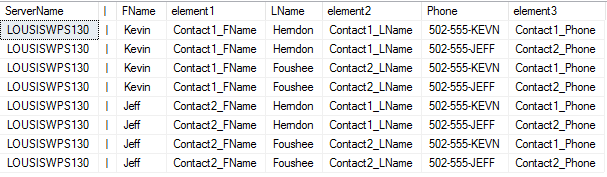 ServerName | FName element1 LName element2 Phone element3
LOUSISWPS130 | Kevin Contact1_FName Herndon Contact1_LName 502-555-KEVN Contact1_Phone
LOUSISWPS130 | Kevin Contact1_FName Herndon Contact1_LName 502-555-JEFF Contact2_Phone
LOUSISWPS130 | Kevin Contact1_FName Foushee Contact2_LName 502-555-KEVN Contact1_Phone
LOUSISWPS130 | Kevin Contact1_FName Foushee Contact2_LName 502-555-JEFF Contact2_Phone
LOUSISWPS130 | Jeff Contact2_FName Herndon Contact1_LName 502-555-KEVN Contact1_Phone
LOUSISWPS130 | Jeff Contact2_FName Herndon Contact1_LName 502-555-JEFF Contact2_Phone
LOUSISWPS130 | Jeff Contact2_FName Foushee Contact2_LName 502-555-KEVN Contact1_Phone
LOUSISWPS130 | Jeff Contact2_FName Foushee Contact2_LName 502-555-JEFF Contact2_Phone